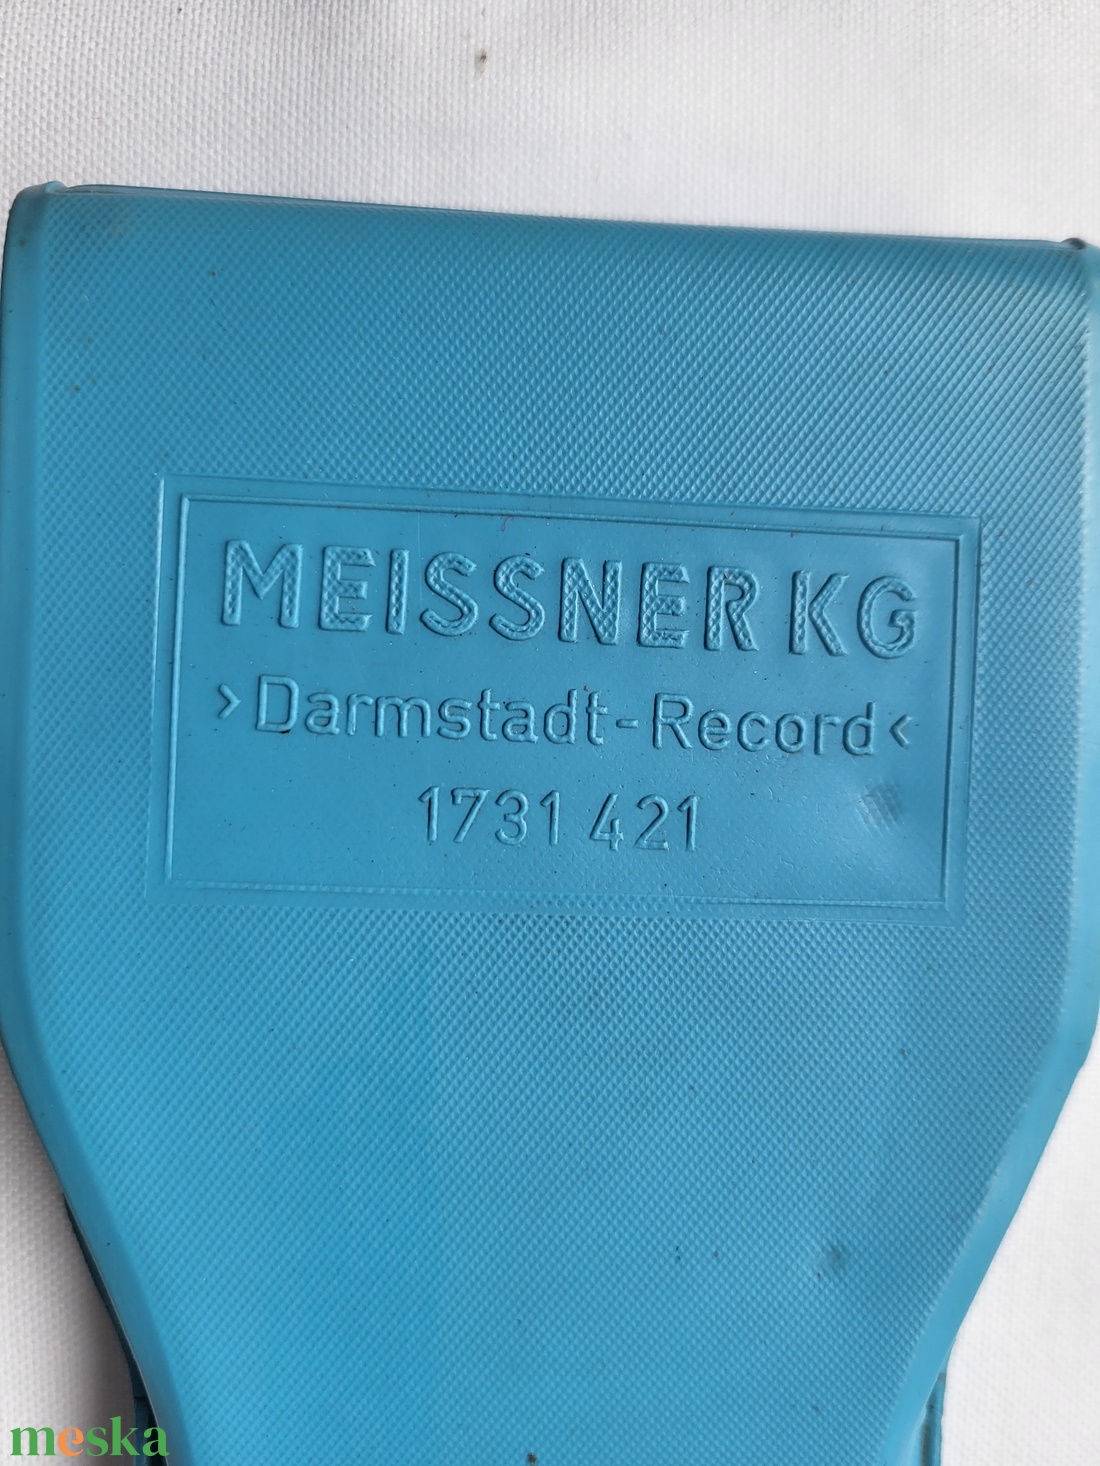 MEISSNER KG
>Darmstadt-Record<
1731 421
meska